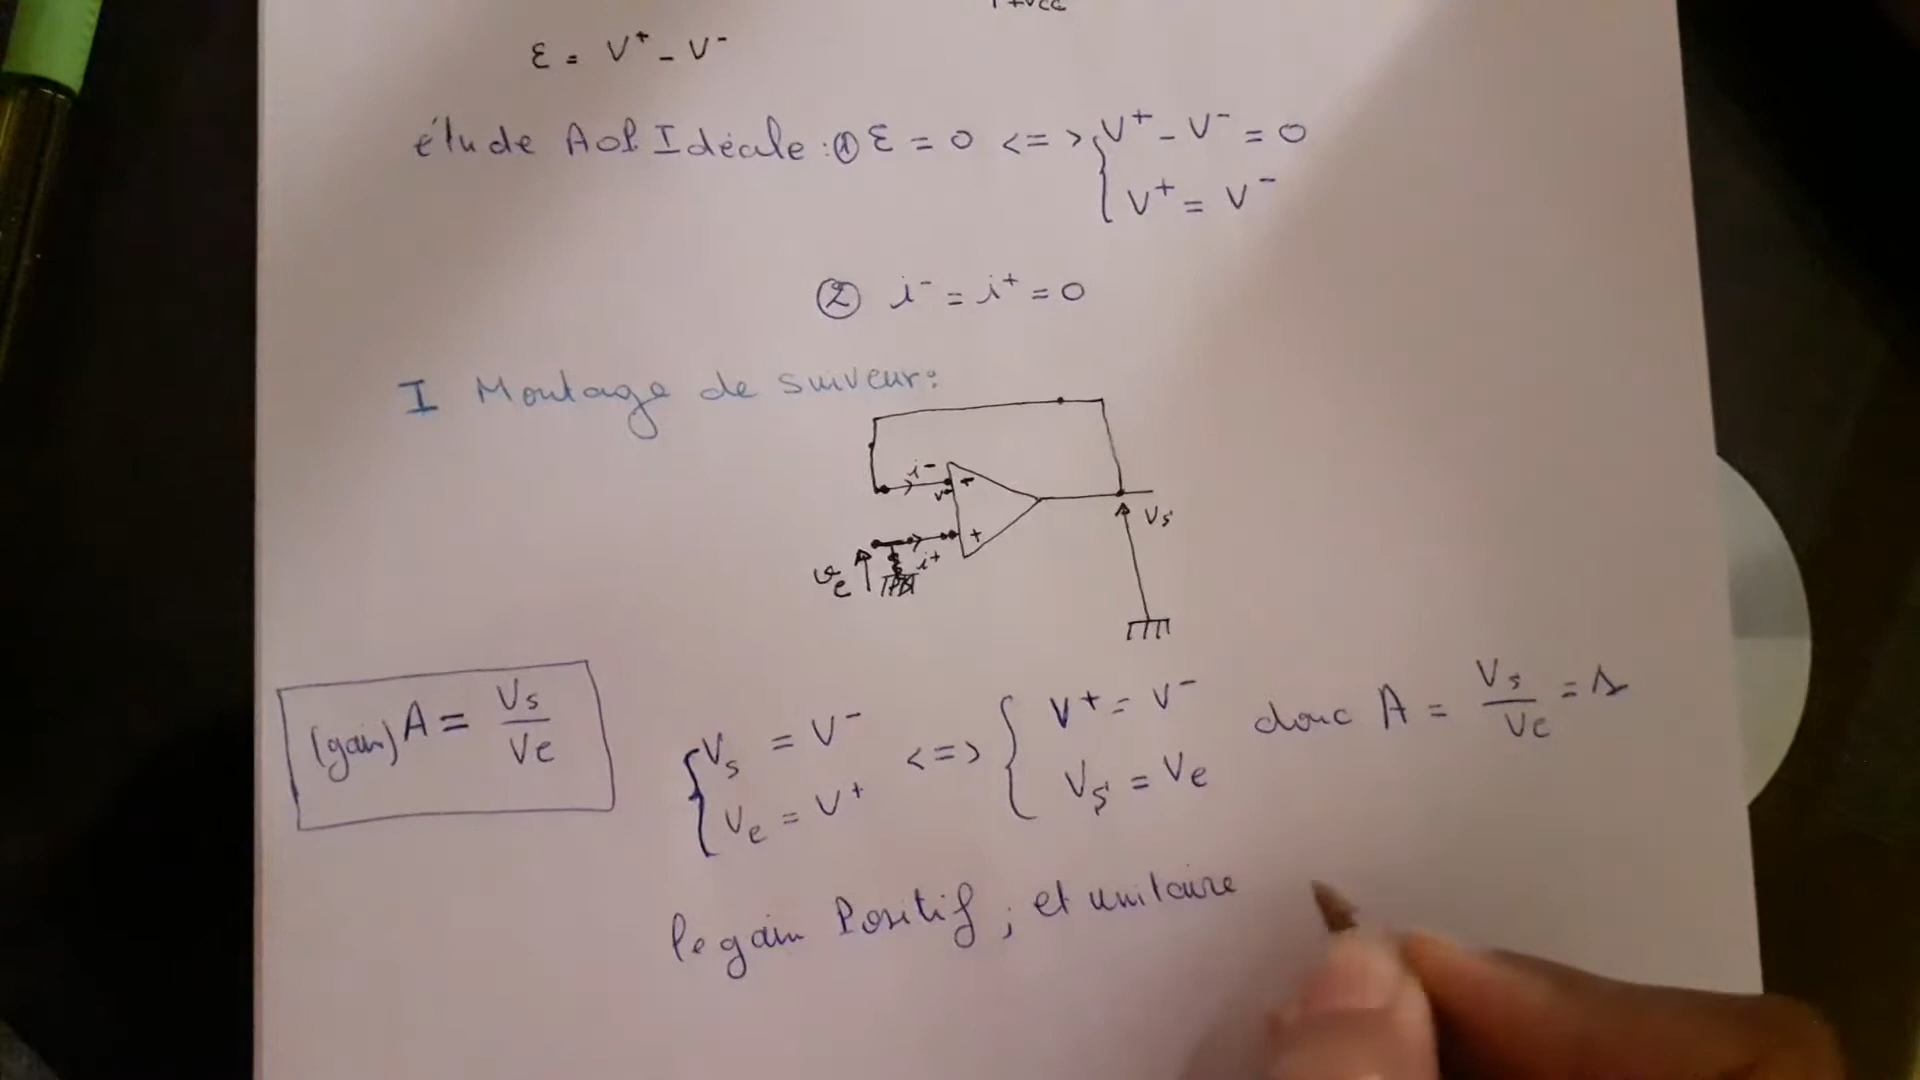 +Vcc
ε = V⁺ - V⁻
étude AOP Idéale : ① ε = 0 <=> { V⁺ - V⁻ = 0
V⁺ = V⁻
② i⁻ = i⁺ = 0
I Montage de suiveur :
i⁻
v⁻ -
+
i⁺
Ve
Vs
(gain) A = Vs / Ve
{ Vs = V⁻ <=> { V⁺ = V⁻ donc A = Vs / Ve = 1
Ve = V⁺ Vs = Ve
le gain Positif ; et unitaire